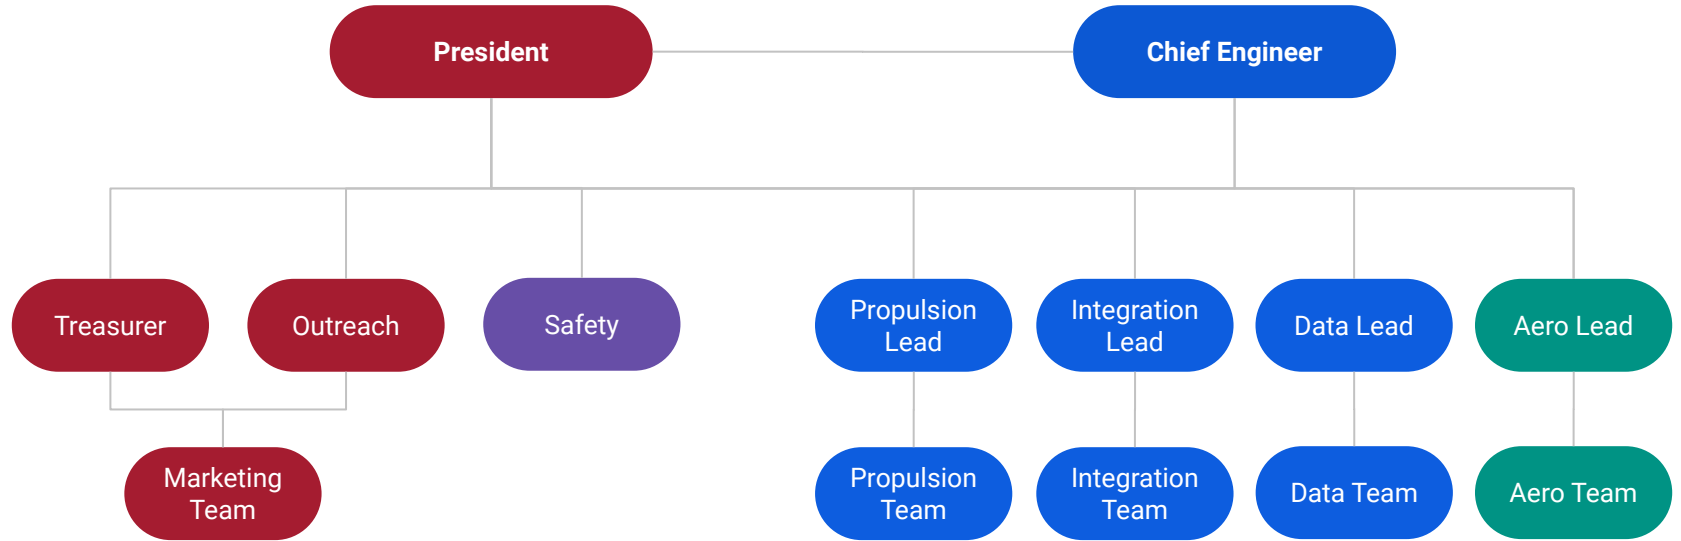 President
Chief Engineer
Treasurer
Outreach
Safety
Propulsion
Lead
Integration
Lead
Data Lead
Aero Lead
Marketing
Team
Propulsion
Team
Integration
Team
Data Team
Aero Team